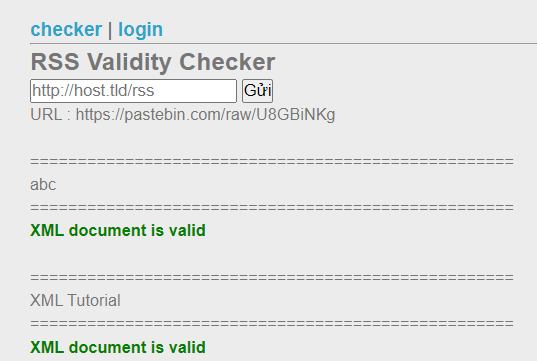 checker | login
RSS Validity Checker
http://host.tld/rss Gửi
URL : https://pastebin.com/raw/U8GBiNKg
===================================================
abc
===================================================
XML document is valid
===================================================
XML Tutorial
===================================================
XML document is valid